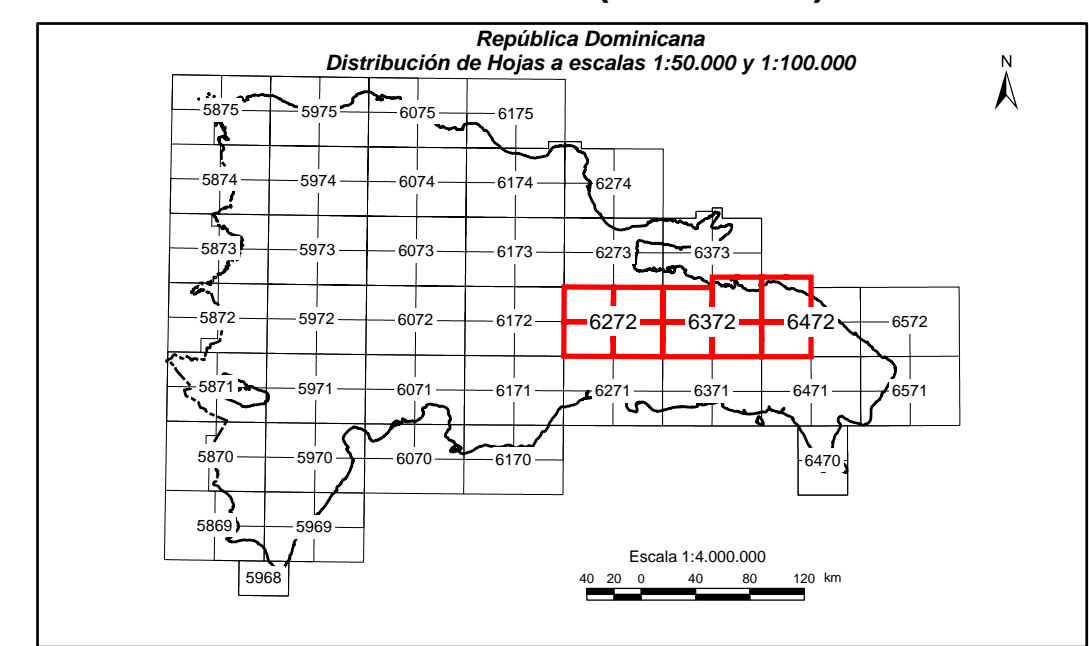 República Dominicana
Distribución de Hojas a escalas 1:50.000 y 1:100.000
N
5875 5975 6075 6175
5874 5974 6074 6174 6274
5873 5973 6073 6173 6273 6373
5872 5972 6072 6172 6272 6372 6472 6572
5871 5971 6071 6171 6271 6371 6471 6571
5870 5970 6070 6170 6470
5869 5969
5968
Escala 1:4.000.000
40 20 0 40 80 120 km